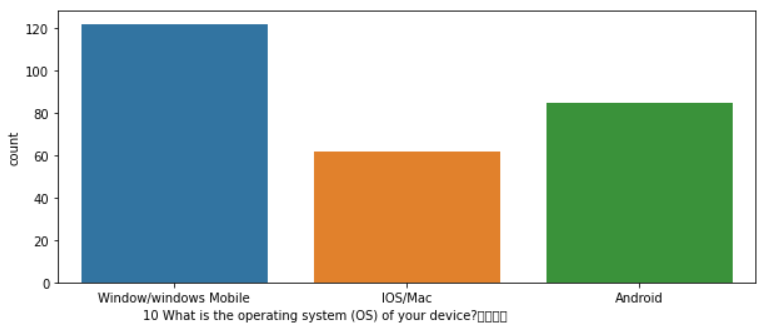 120
100
80
60
40
20
0
count
Window/windows Mobile IOS/Mac Android
10 What is the operating system (OS) of your device?